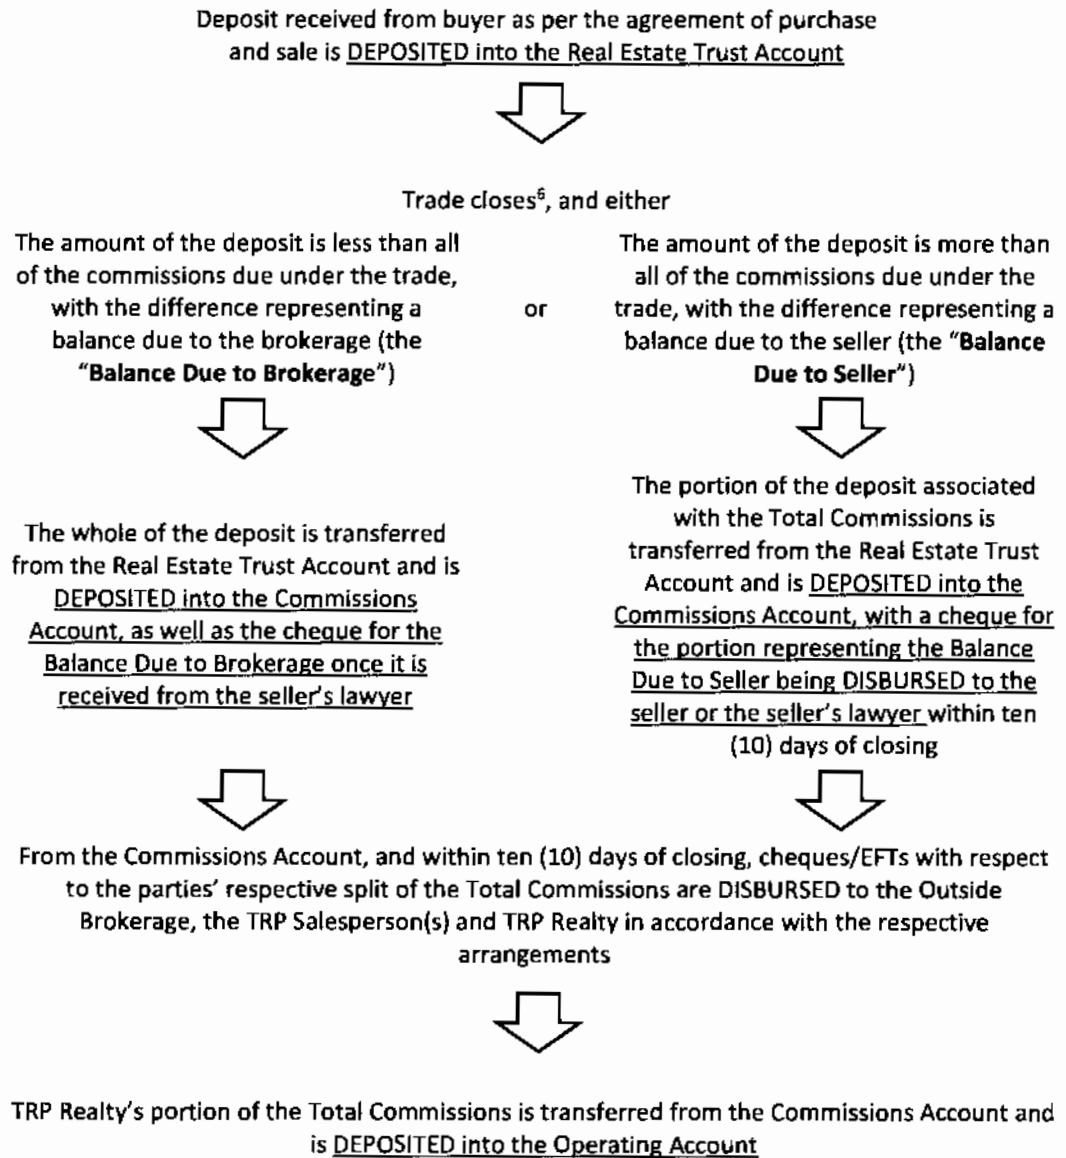 Deposit received from buyer as per the agreement of purchase
and sale is DEPOSITED into the Real Estate Trust Account
Trade closes⁶, and either
The amount of the deposit is less than all
of the commissions due under the trade,
with the difference representing a
balance due to the brokerage (the
"Balance Due to Brokerage")
or
The amount of the deposit is more than
all of the commissions due under the
trade, with the difference representing a
balance due to the seller (the "Balance
Due to Seller")
The whole of the deposit is transferred
from the Real Estate Trust Account and is
DEPOSITED into the Commissions
Account, as well as the cheque for the
Balance Due to Brokerage once it is
received from the seller's lawyer
The portion of the deposit associated
with the Total Commissions is
transferred from the Real Estate Trust
Account and is DEPOSITED into the
Commissions Account, with a cheque for
the portion representing the Balance
Due to Seller being DISBURSED to the
seller or the seller's lawyer within ten
(10) days of closing
From the Commissions Account, and within ten (10) days of closing, cheques/EFTs with respect
to the parties' respective split of the Total Commissions are DISBURSED to the Outside
Brokerage, the TRP Salesperson(s) and TRP Realty in accordance with the respective
arrangements
TRP Realty's portion of the Total Commissions is transferred from the Commissions Account and
is DEPOSITED into the Operating Account